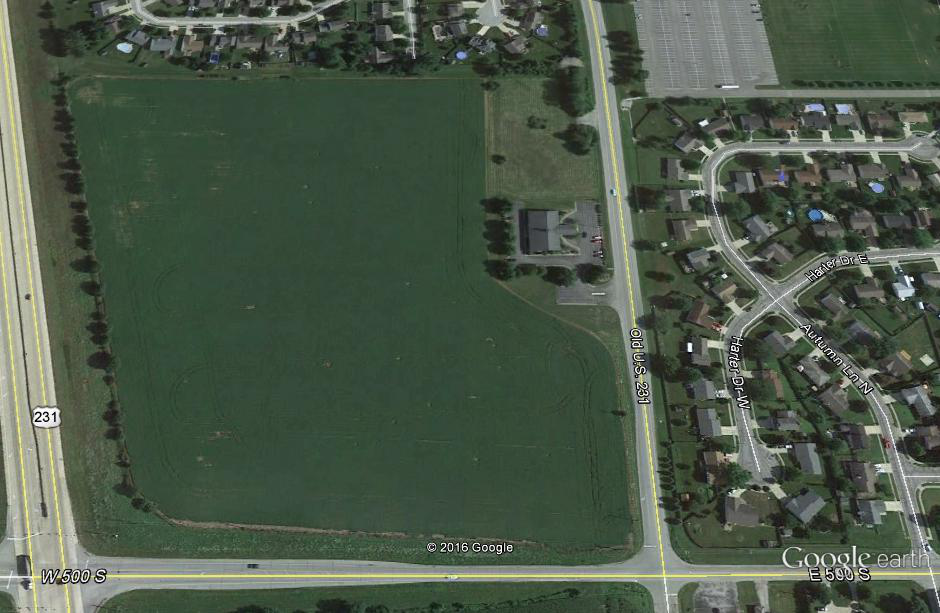 Harter Dr E
Old U.S. 231
Harter Dr W
Autumn Ln N
231
© 2016 Google
Google earth
W 500 S
E 500 S